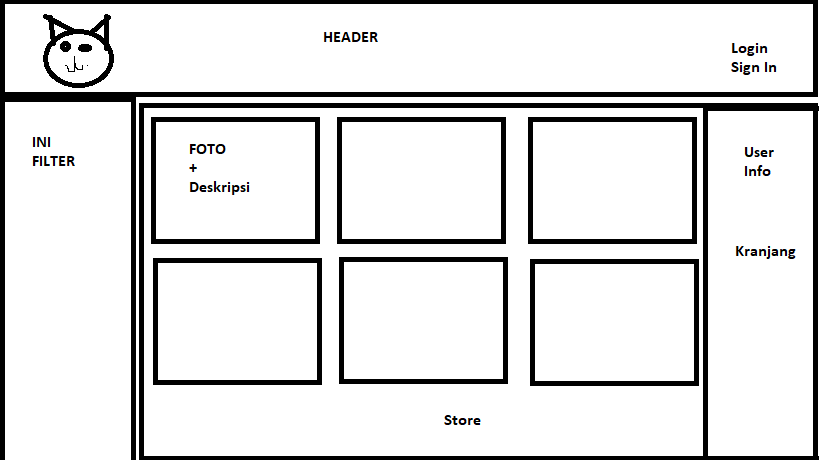 HEADER
Login
Sign In
INI
FILTER
FOTO
+
Deskripsi
User
Info
Kranjang
Store